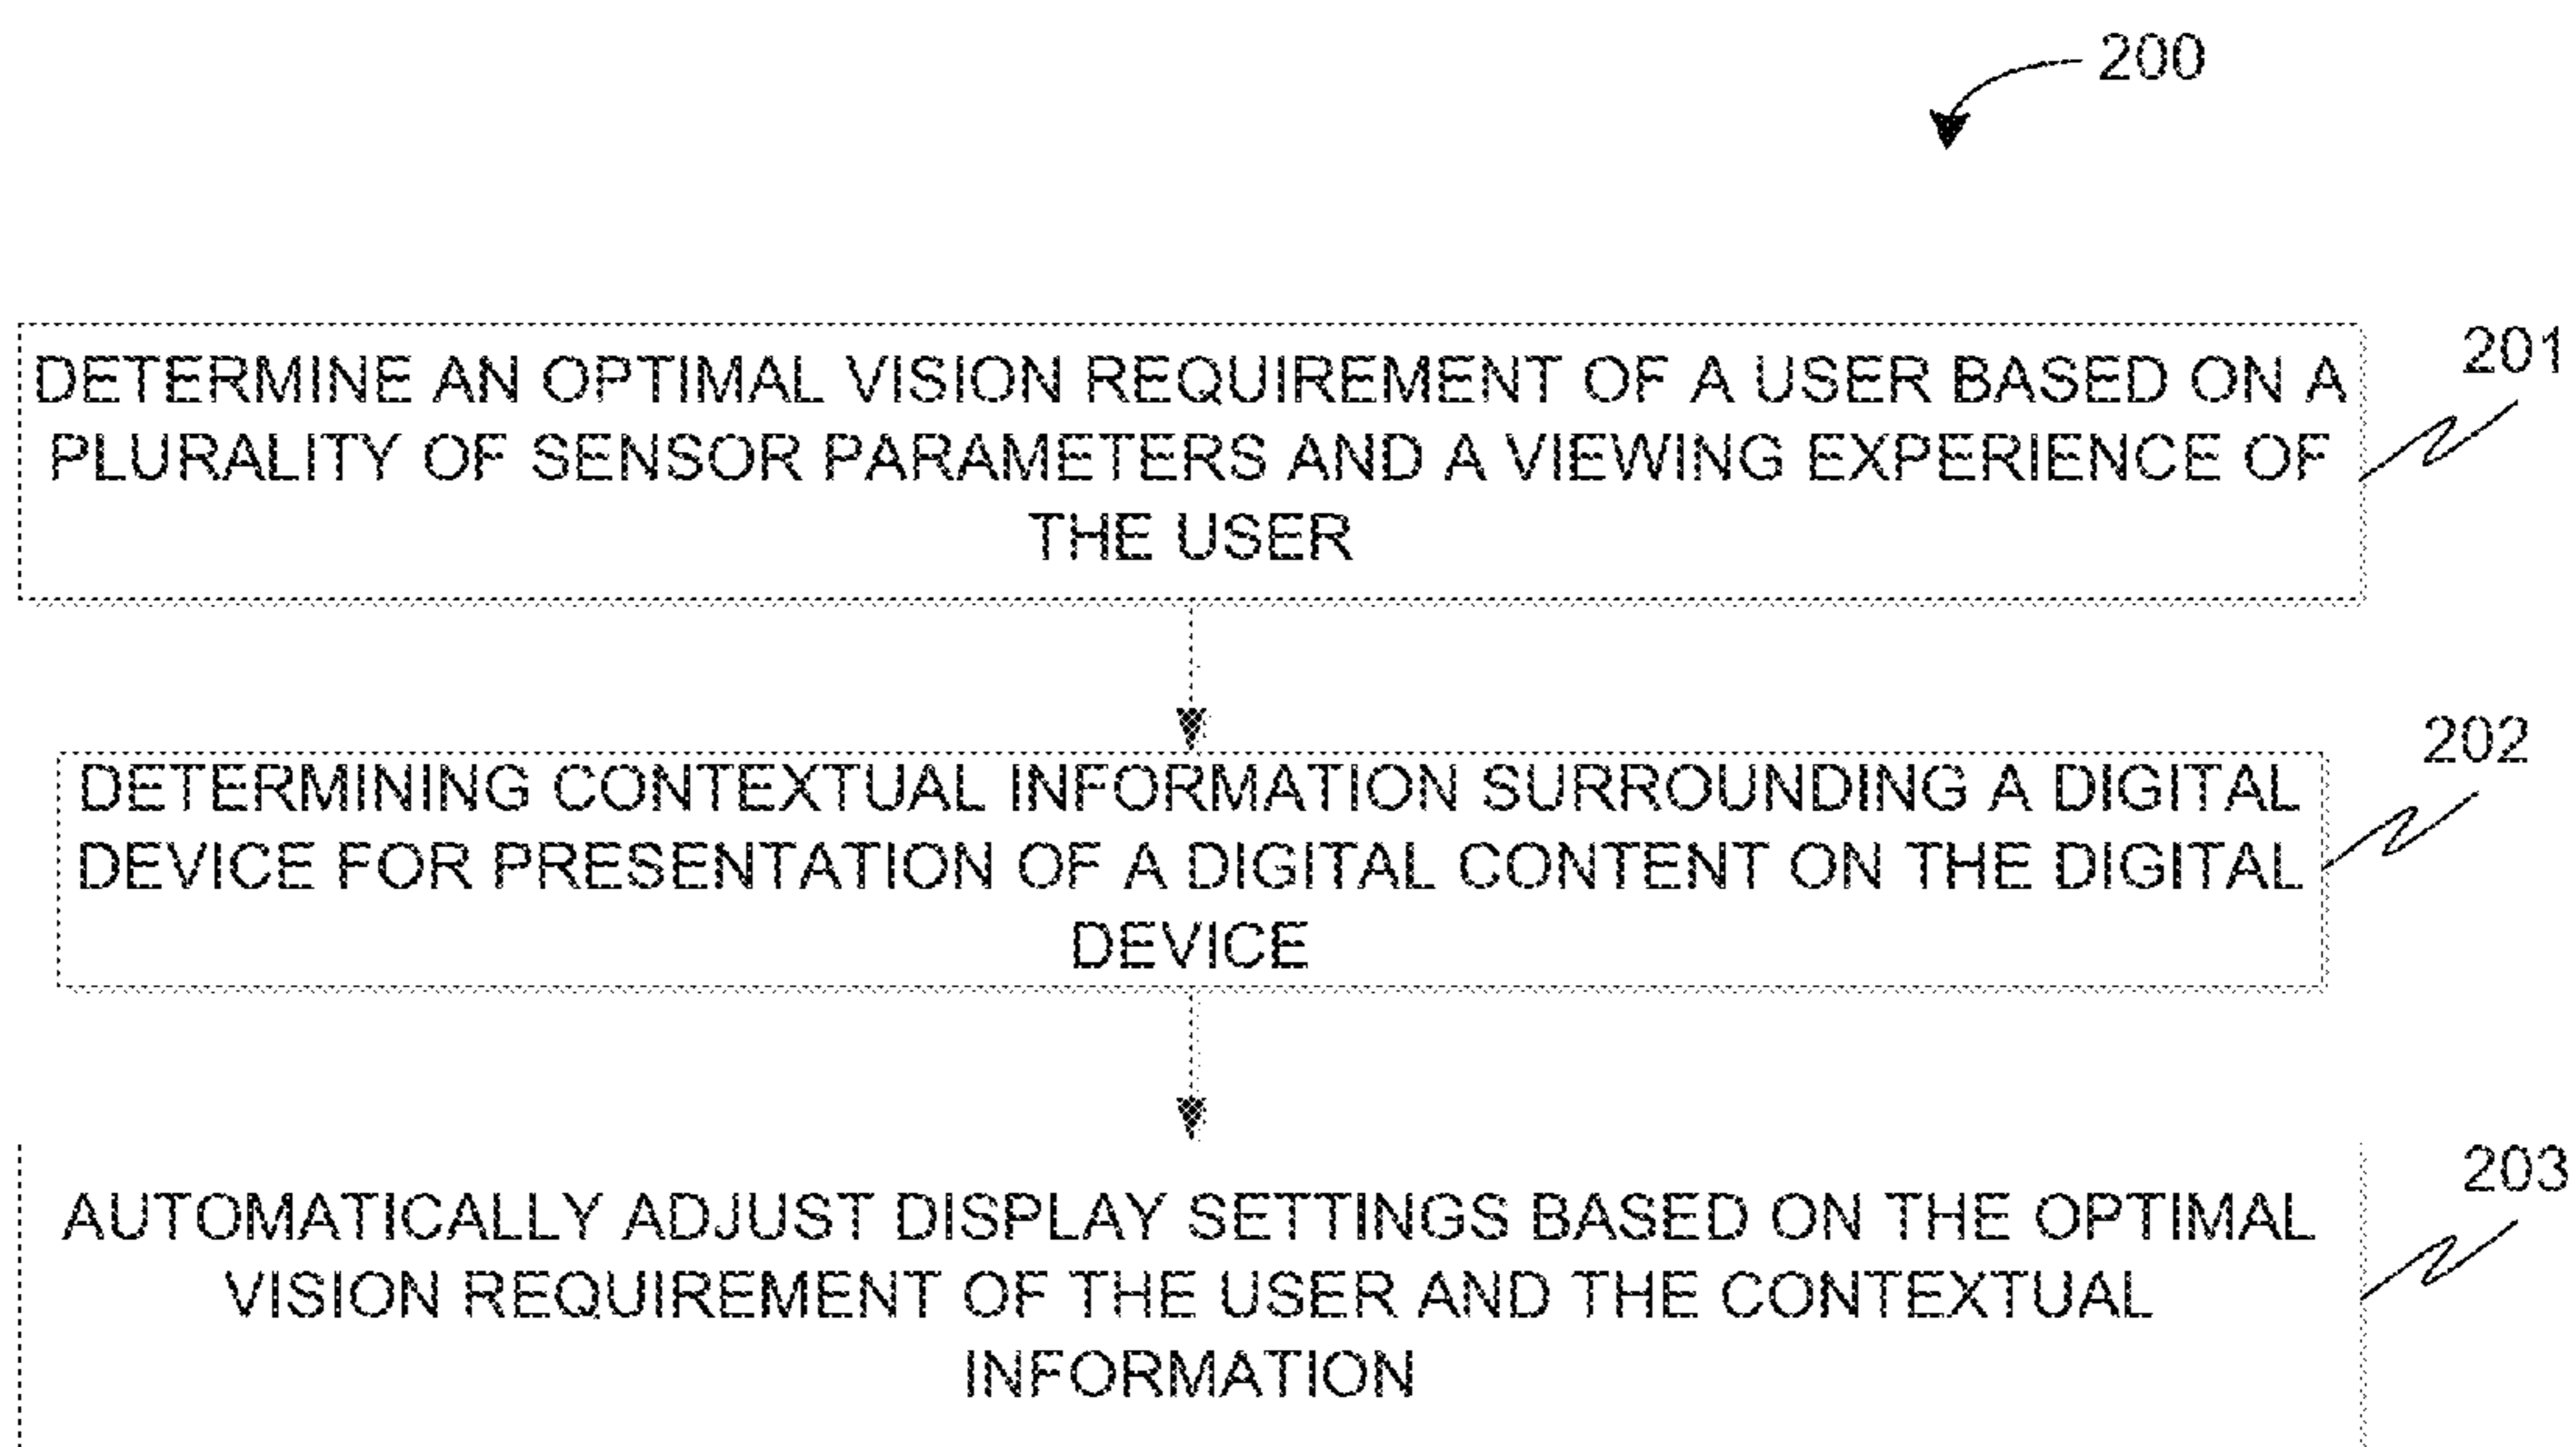 200
DETERMINE AN OPTIMAL VISION REQUIREMENT OF A USER BASED ON A
PLURALITY OF SENSOR PARAMETERS AND A VIEWING EXPERIENCE OF
THE USER
201
DETERMINING CONTEXTUAL INFORMATION SURROUNDING A DIGITAL
DEVICE FOR PRESENTATION OF A DIGITAL CONTENT ON THE DIGITAL
DEVICE
202
AUTOMATICALLY ADJUST DISPLAY SETTINGS BASED ON THE OPTIMAL
VISION REQUIREMENT OF THE USER AND THE CONTEXTUAL
INFORMATION
203